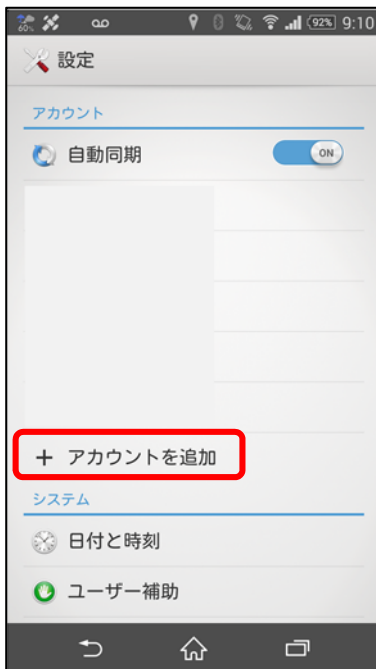 60% 92% 9:10
設定
アカウント
自動同期 ON
+ アカウントを追加
システム
日付と時刻
ユーザー補助